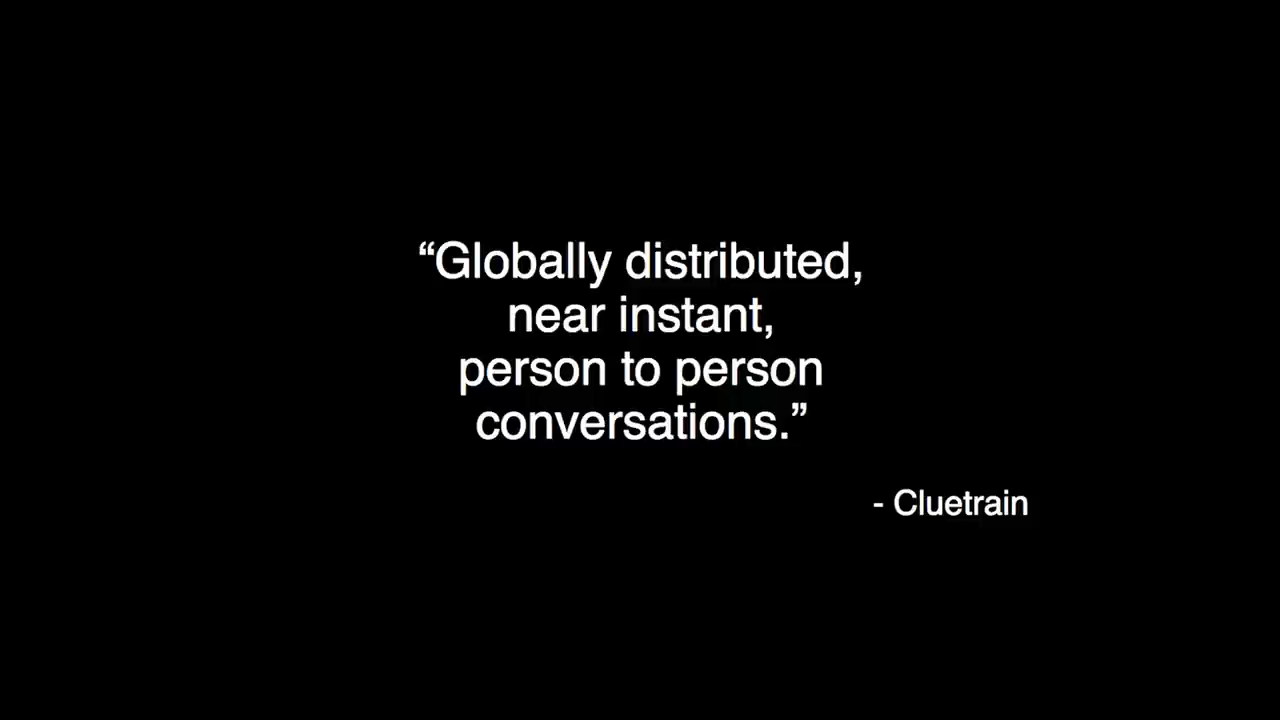 “Globally distributed,
near instant,
person to person
conversations.”
- Cluetrain